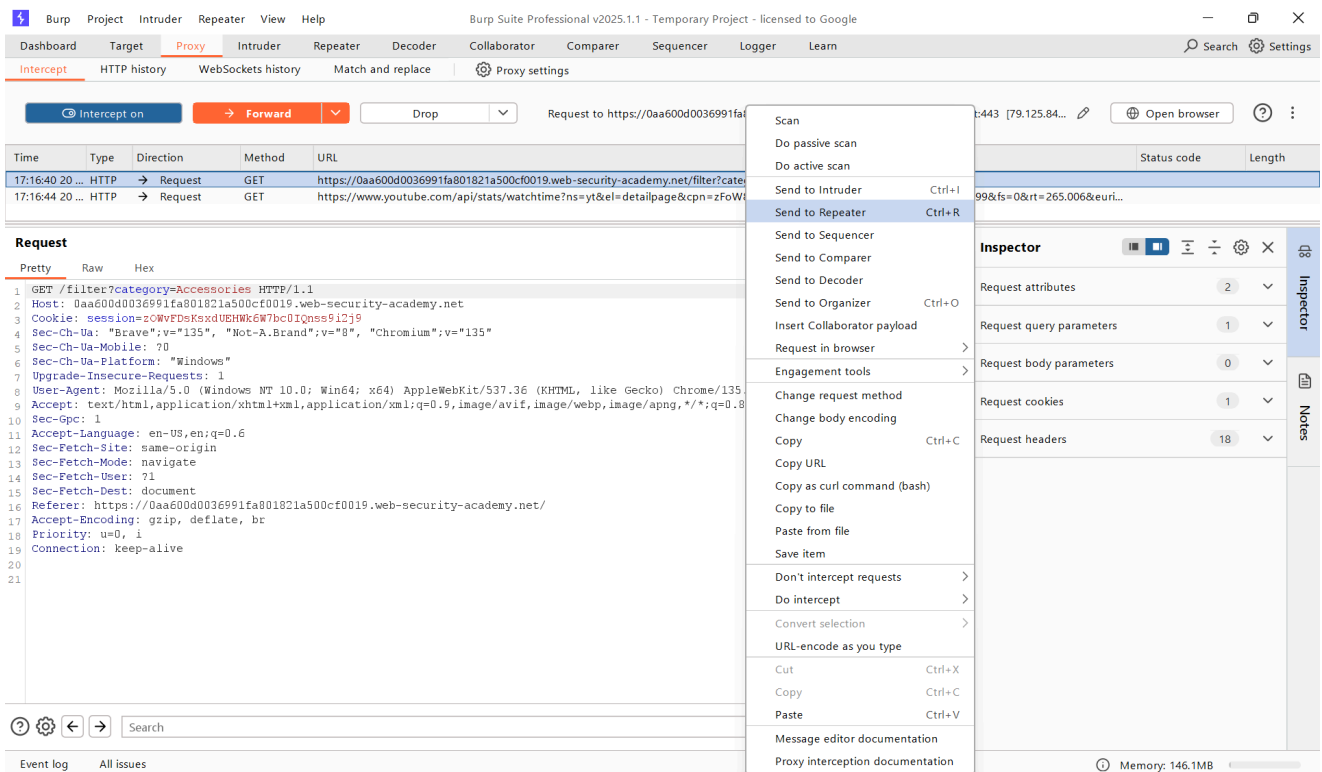 Burp Project Intruder Repeater View Help Burp Suite Professional v2025.1.1 - Temporary Project - licensed to Google
Dashboard Target Proxy Intruder Repeater Decoder Collaborator Comparer Sequencer Logger Learn Search Settings
Intercept HTTP history WebSockets history Match and replace Proxy settings
Intercept on Forward Drop Request to https://0aa600d0036991fa8 t:443 [79.125.84... Open browser
Time Type Direction Method URL Status code Length
17:16:40 20 ... HTTP → Request GET https://0aa600d0036991fa801821a500cf0019.web-security-academy.net/filter?cate
17:16:44 20 ... HTTP → Request GET https://www.youtube.com/api/stats/watchtime?ns=yt&el=detailpage&cpn=zFoW8 99&fs=0&rt=265.006&euri...
Request
Pretty Raw Hex
1 GET /filter?category=Accessories HTTP/1.1
2 Host: 0aa600d0036991fa801821a500cf0019.web-security-academy.net
3 Cookie: session=zOWvFDsKsxdUEHWk6W7bc0IQnss9i2j9
4 Sec-Ch-Ua: "Brave";v="135", "Not-A.Brand";v="8", "Chromium";v="135"
5 Sec-Ch-Ua-Mobile: ?0
6 Sec-Ch-Ua-Platform: "Windows"
7 Upgrade-Insecure-Requests: 1
8 User-Agent: Mozilla/5.0 (Windows NT 10.0; Win64; x64) AppleWebKit/537.36 (KHTML, like Gecko) Chrome/135.
9 Accept: text/html,application/xhtml+xml,application/xml;q=0.9,image/avif,image/webp,image/apng,*/*;q=0.8
10 Sec-Gpc: 1
11 Accept-Language: en-US,en;q=0.6
12 Sec-Fetch-Site: same-origin
13 Sec-Fetch-Mode: navigate
14 Sec-Fetch-User: ?1
15 Sec-Fetch-Dest: document
16 Referer: https://0aa600d0036991fa801821a500cf0019.web-security-academy.net/
17 Accept-Encoding: gzip, deflate, br
18 Priority: u=0, i
19 Connection: keep-alive
20
21
Scan
Do passive scan
Do active scan
Send to Intruder Ctrl+I
Send to Repeater Ctrl+R
Send to Sequencer
Send to Comparer
Send to Decoder
Send to Organizer Ctrl+O
Insert Collaborator payload
Request in browser
Engagement tools
Change request method
Change body encoding
Copy Ctrl+C
Copy URL
Copy as curl command (bash)
Copy to file
Paste from file
Save item
Don't intercept requests
Do intercept
Convert selection
URL-encode as you type
Cut Ctrl+X
Copy Ctrl+C
Paste Ctrl+V
Message editor documentation
Proxy interception documentation
Inspector
Request attributes 2
Request query parameters 1
Request body parameters 0
Request cookies 1
Request headers 18
Inspector
Notes
Search
Event log All issues Memory: 146.1MB